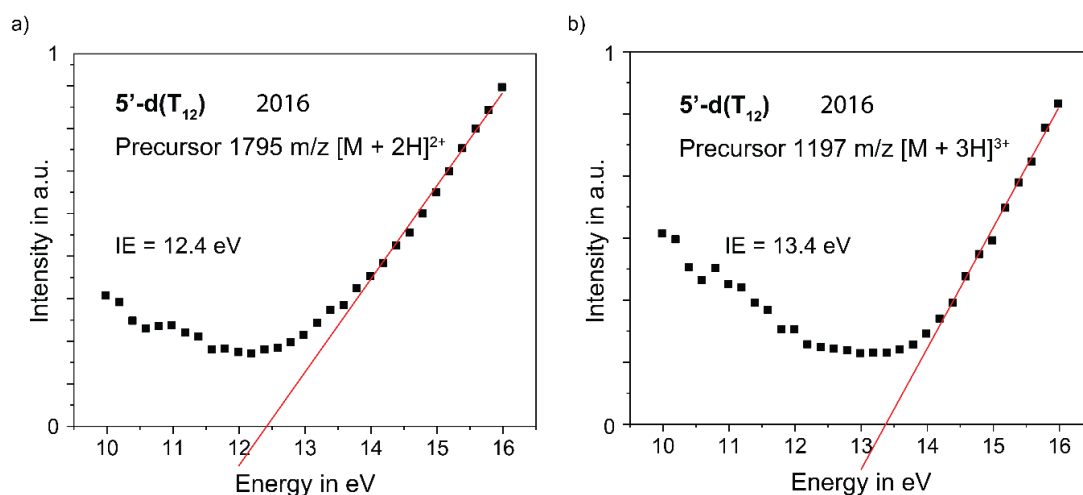 a)
1
5'-d(T12) 2016
Precursor 1795 m/z [M + 2H]2+
IE = 12.4 eV
Intensity in a.u.
0
10 11 12 13 14 15 16
Energy in eV
b)
1
5'-d(T12) 2016
Precursor 1197 m/z [M + 3H]3+
IE = 13.4 eV
Intensity in a.u.
0
10 11 12 13 14 15 16
Energy in eV